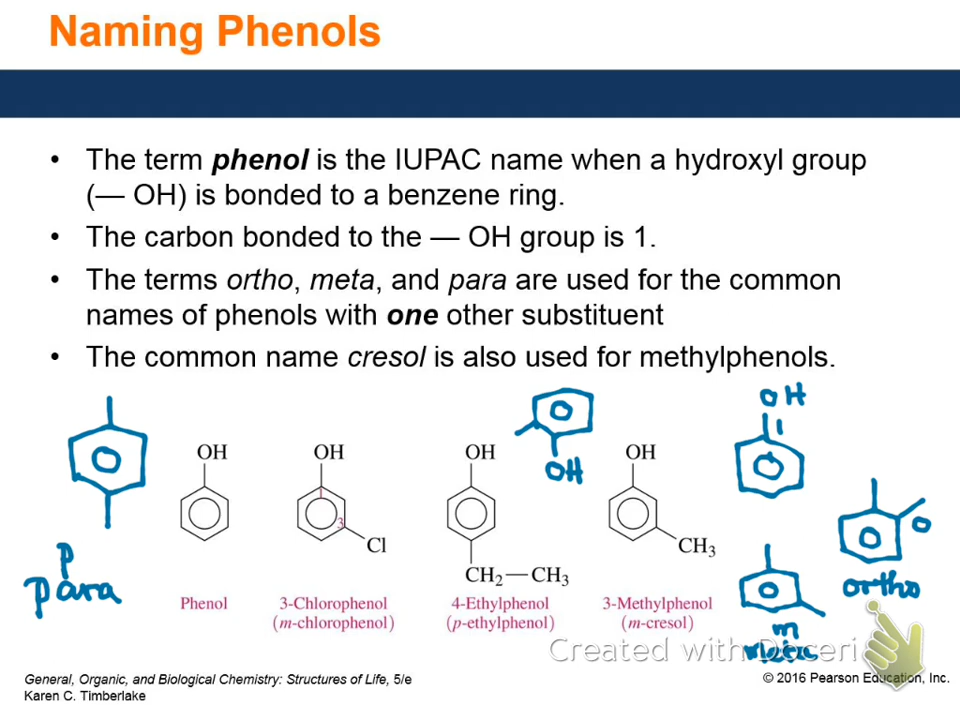 Naming Phenols
• The term phenol is the IUPAC name when a hydroxyl group
(— OH) is bonded to a benzene ring.
• The carbon bonded to the — OH group is 1.
• The terms ortho, meta, and para are used for the common
names of phenols with one other substituent
• The common name cresol is also used for methylphenols.
OH
OH
OH
OH
OH
OH
1
3
Cl
CH₂—CH₃
CH₃
o
p
para
ortho
m
meta
Phenol
3-Chlorophenol
(m-chlorophenol)
4-Ethylphenol
(p-ethylphenol)
3-Methylphenol
(m-cresol)
Created with Doceri
General, Organic, and Biological Chemistry: Structures of Life, 5/e
Karen C. Timberlake
© 2016 Pearson Education, Inc.